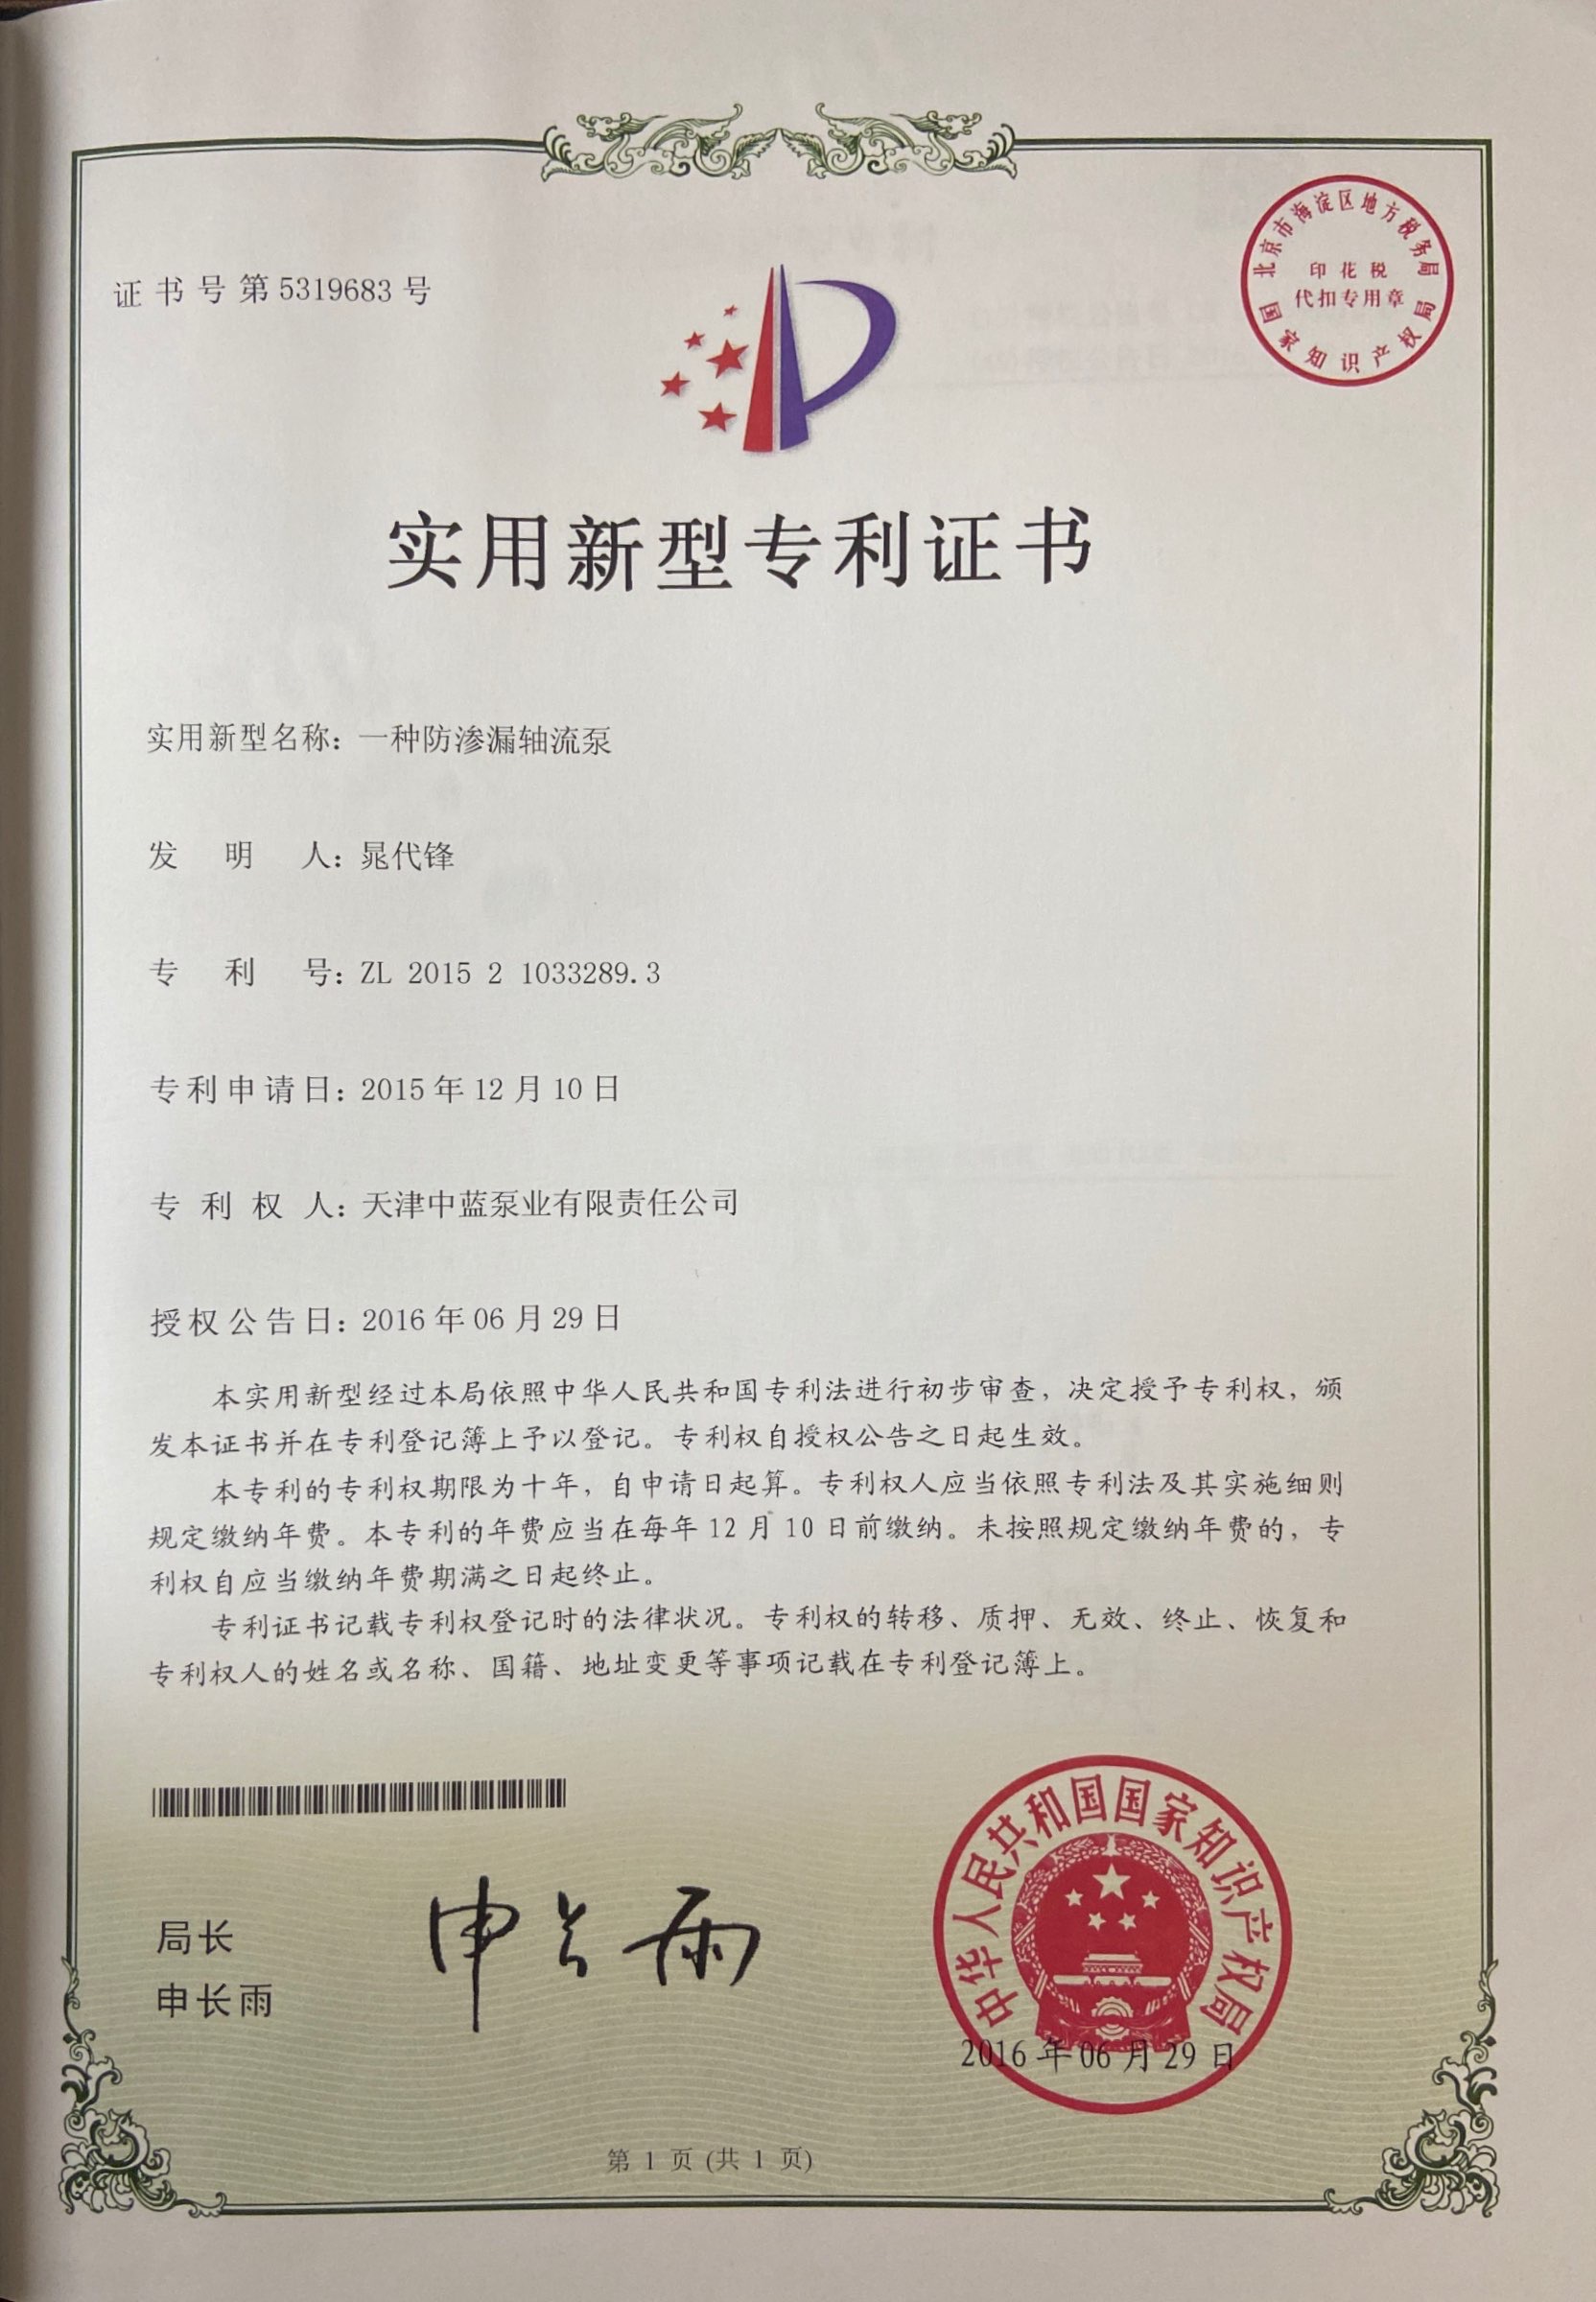 证书号第5319683号
北京市海淀区地方税务局
印花税
代扣专用章
国家知识产权局
实用新型专利证书
实用新型名称：一种防渗漏轴流泵
发明人：晁代锋
专利号：ZL 2015 2 1033289.3
专利申请日：2015年12月10日
专利权人：天津中蓝泵业有限责任公司
授权公告日：2016年06月29日
本实用新型经过本局依照中华人民共和国专利法进行初步审查，决定授予专利权，颁
发本证书并在专利登记簿上予以登记。专利权自授权公告之日起生效。
本专利的专利权期限为十年，自申请日起算。专利权人应当依照专利法及其实施细则
规定缴纳年费。本专利的年费应当在每年12月10日前缴纳。未按照规定缴纳年费的，专
利权自应当缴纳年费期满之日起终止。
专利证书记载专利权登记时的法律状况。专利权的转移、质押、无效、终止、恢复和
专利权人的姓名或名称、国籍、地址变更等事项记载在专利登记簿上。
局长
申长雨
申长雨
中华人民共和国国家知识产权局
2016年06月29日
第 1 页 (共 1 页)